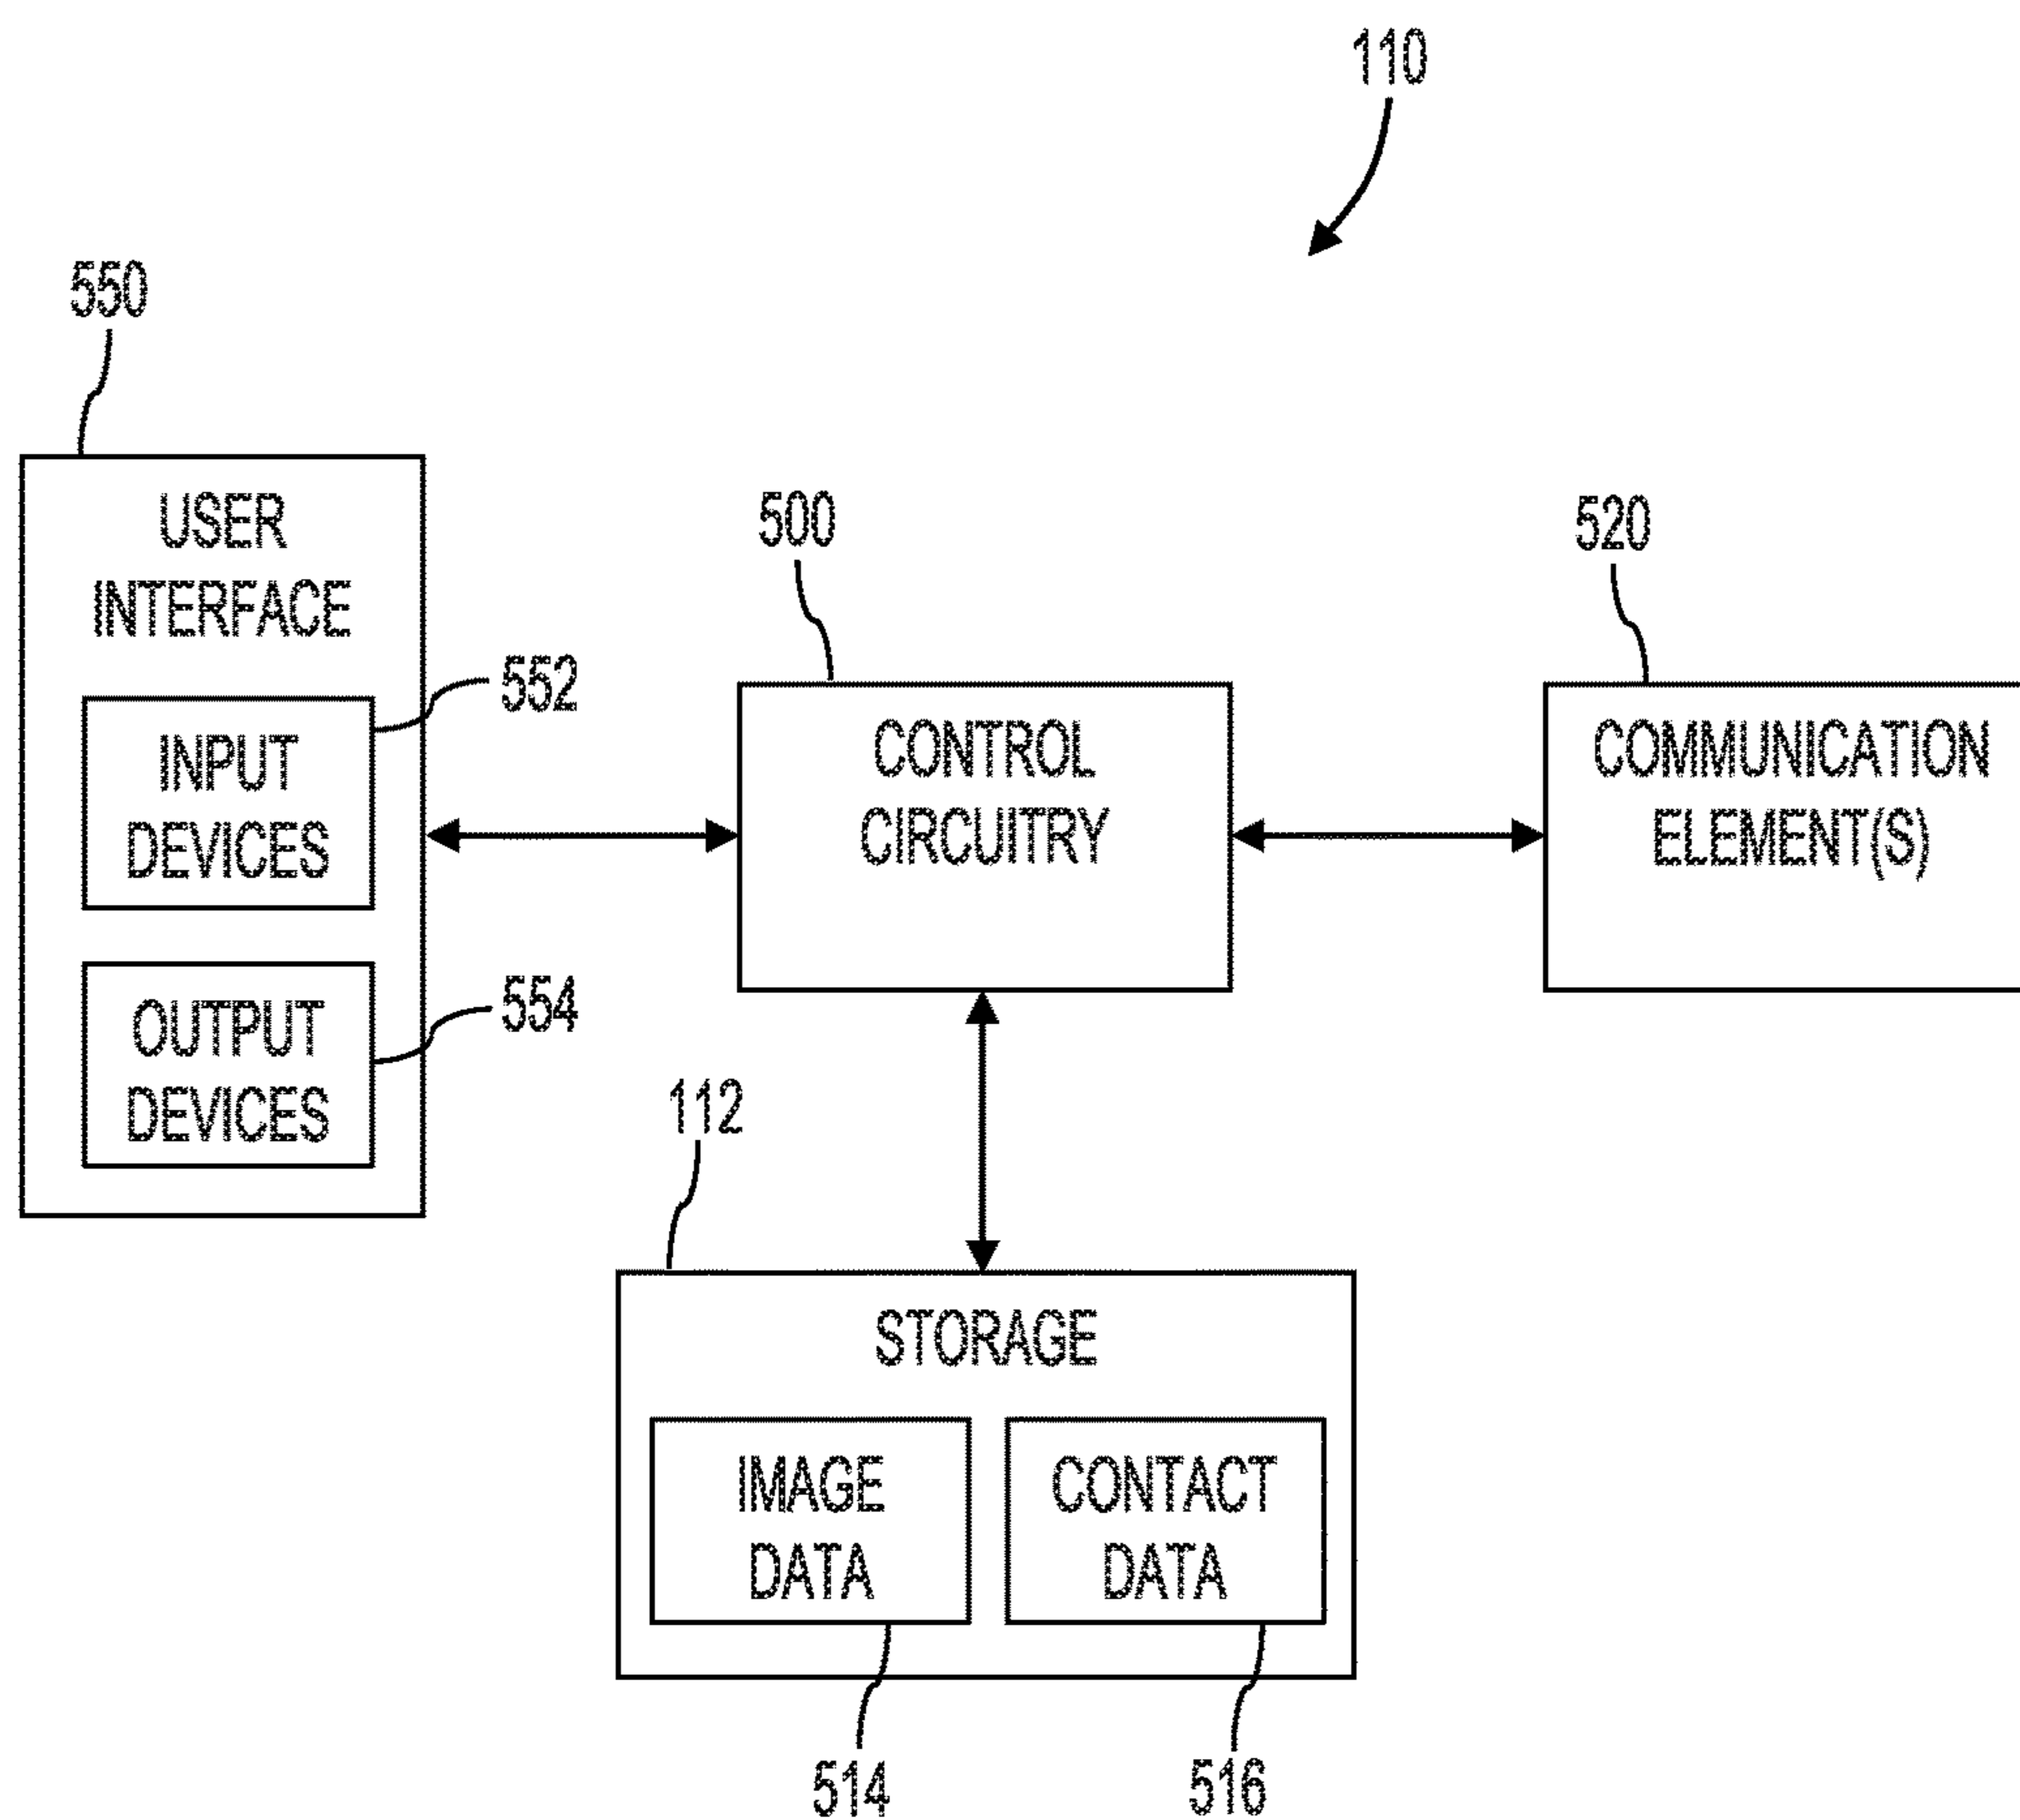 110
550
USER
INTERFACE
552
INPUT
DEVICES
554
OUTPUT
DEVICES
500
CONTROL
CIRCUITRY
520
COMMUNICATION
ELEMENT(S)
112
STORAGE
IMAGE
DATA
CONTACT
DATA
514
516